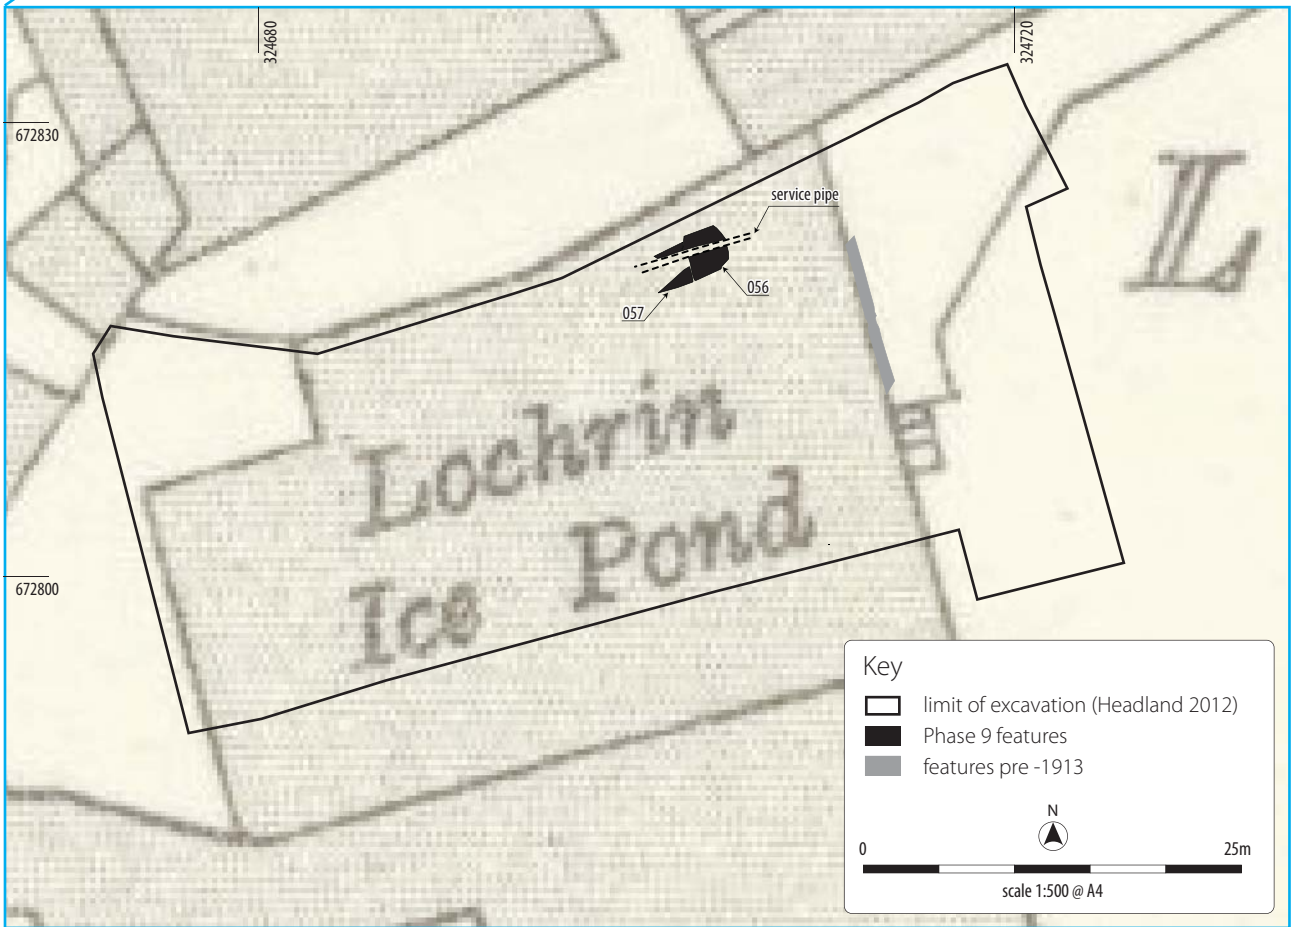 324680
324720
672830
L
service pipe
056
057
Lochrin
Ice Pond
672800
Key
limit of excavation (Headland 2012)
Phase 9 features
features pre -1913
N
0 25m
scale 1:500 @ A4